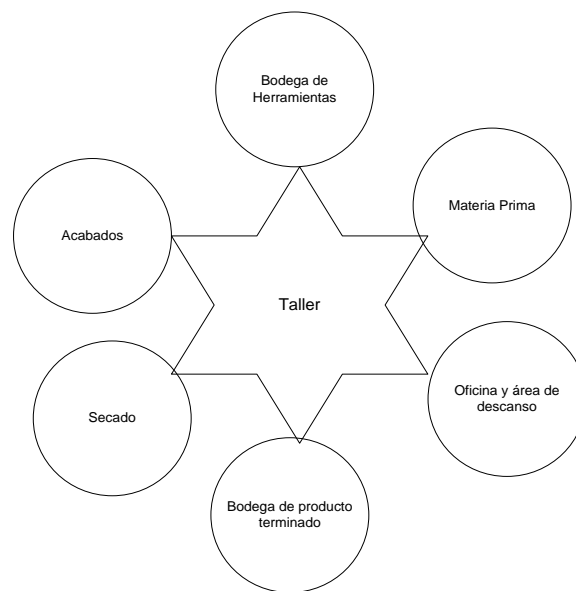 Bodega de
Herramientas
Materia Prima
Acabados
Taller
Oficina y área de
descanso
Secado
Bodega de producto
terminado